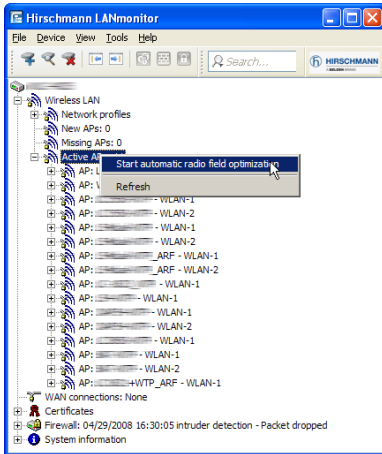 Hirschmann LANmonitor
File Device View Tools Help
Search...
HIRSCHMANN
A BELDEN BRAND
Wireless LAN
Network profiles
New APs: 0
Missing APs: 0
Active
Start automatic radio field optimization
Refresh
AP:
AP:
AP: - WLAN-1
AP: - WLAN-2
AP: - WLAN-1
AP: - WLAN-2
AP: _ARF - WLAN-1
AP: _ARF - WLAN-2
AP: - WLAN-1
AP: - WLAN-1
AP: - WLAN-1
AP: - WLAN-2
AP: - WLAN-1
AP: - WLAN-2
AP: +WTP_ARF - WLAN-1
WAN connections: None
Certificates
Firewall: 04/29/2008 16:30:05 intruder detection - Packet dropped
System information